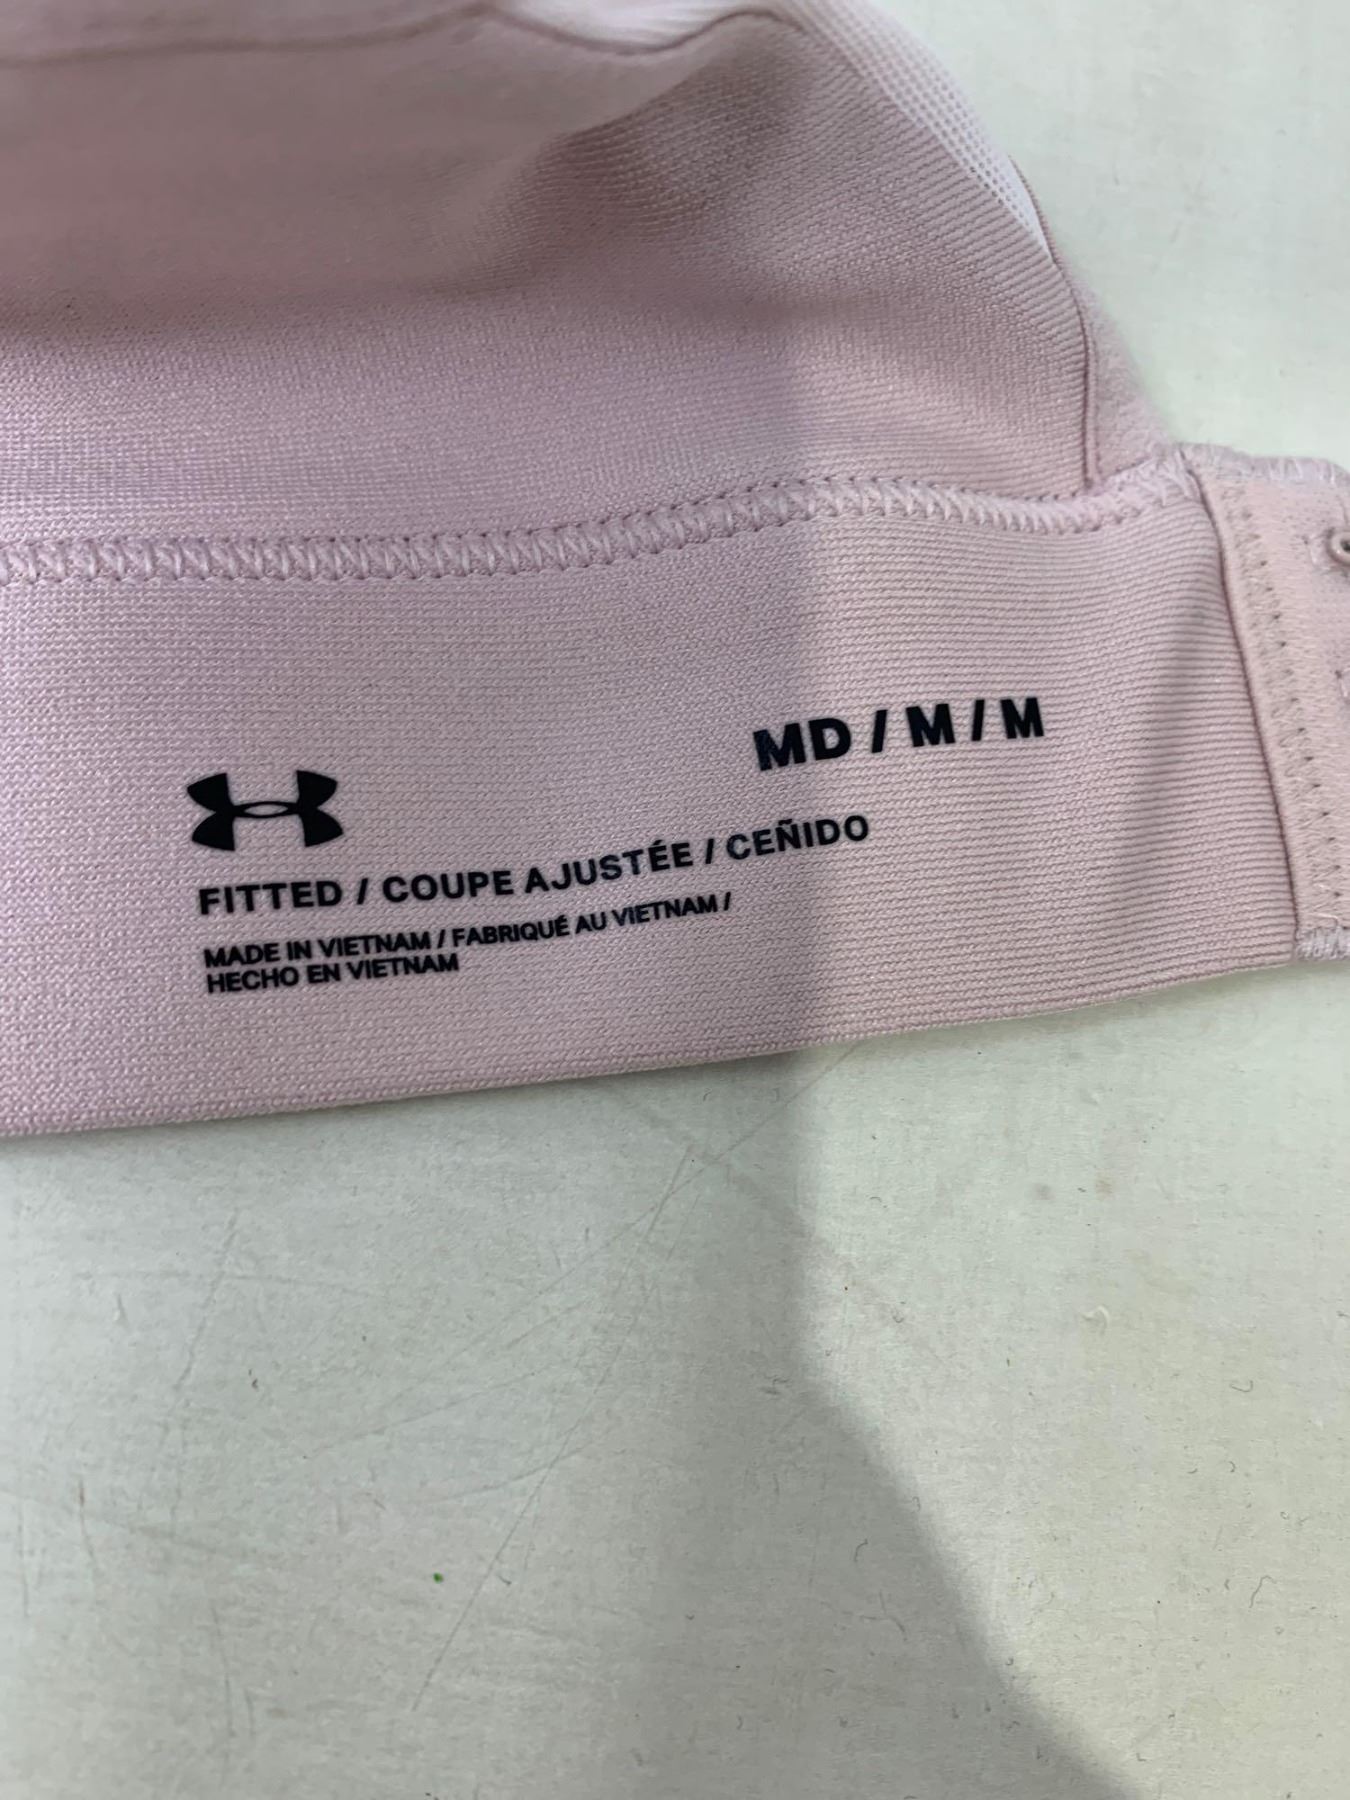 MD / M / M
FITTED / COUPE AJUSTÉE / CEÑIDO
MADE IN VIETNAM / FABRIQUÉ AU VIETNAM /
HECHO EN VIETNAM